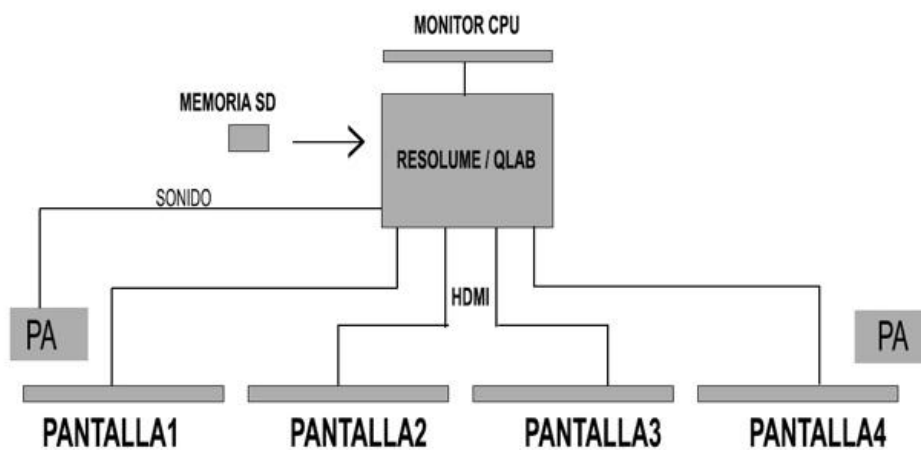 MONITOR CPU
MEMORIA SD
RESOLUME / QLAB
SONIDO
HDMI
PA
PA
PANTALLA1
PANTALLA2
PANTALLA3
PANTALLA4